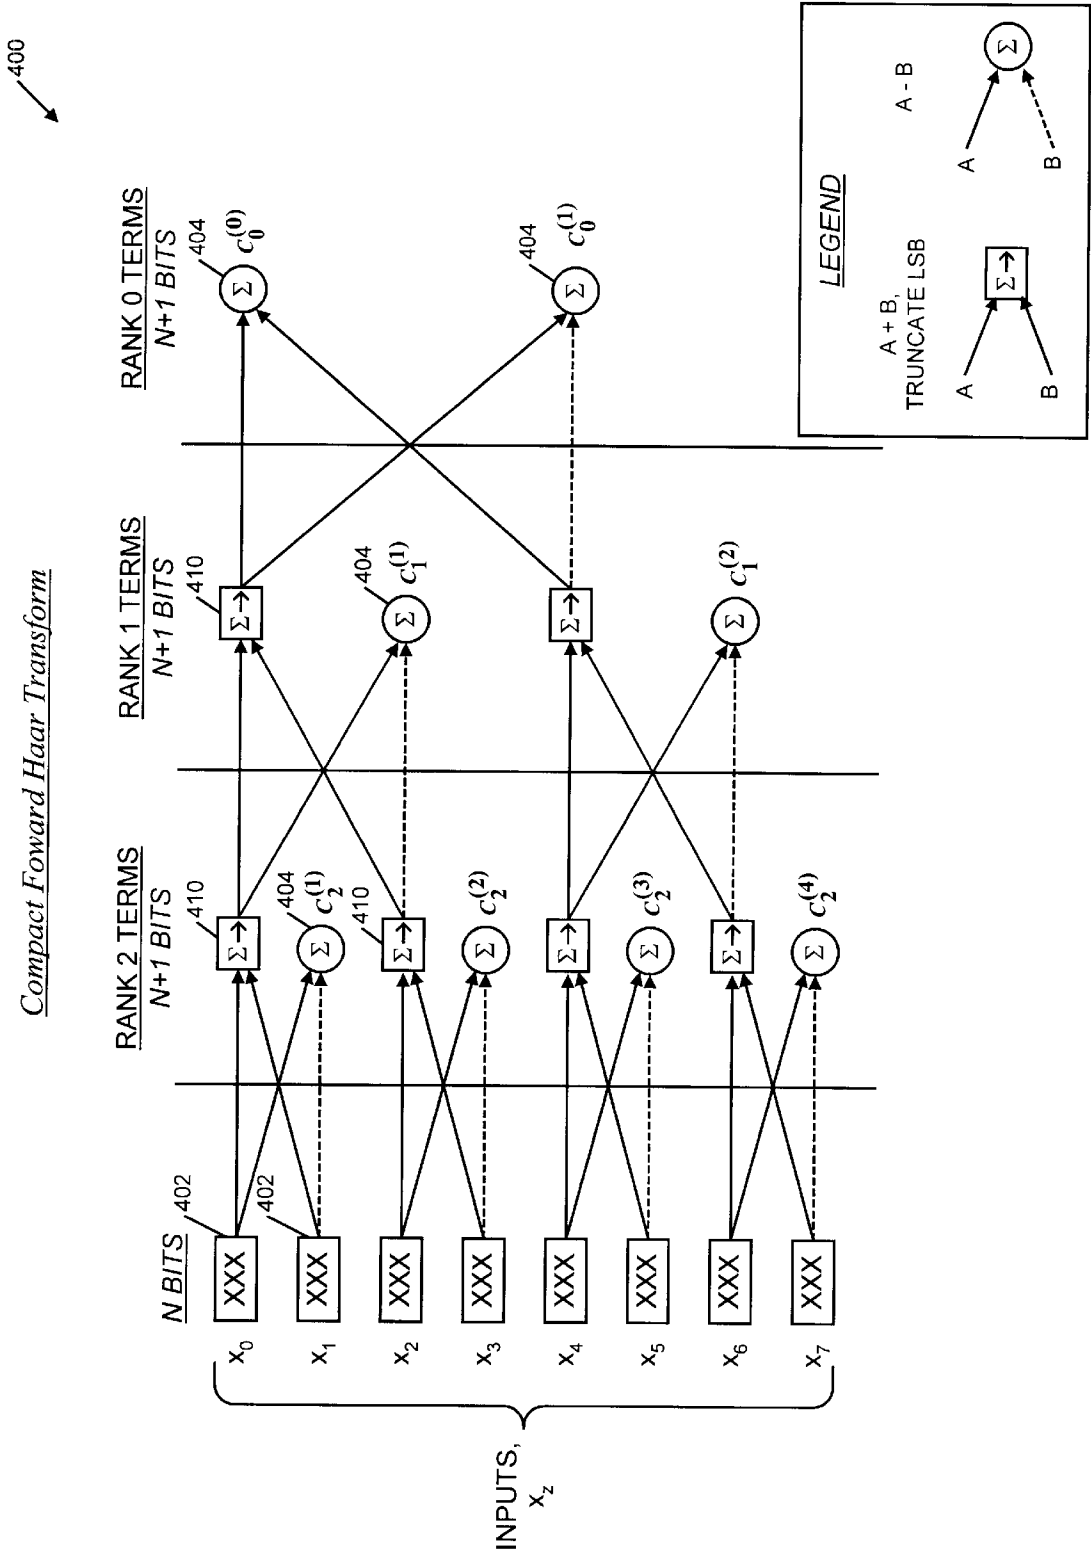 400
Compact Foward Haar Transform
N BITS
RANK 2 TERMS
N+1 BITS
RANK 1 TERMS
N+1 BITS
RANK 0 TERMS
N+1 BITS
INPUTS,
x_z
x_0 XXX 402
x_1 XXX 402
x_2 XXX
x_3 XXX
x_4 XXX
x_5 XXX
x_6 XXX
x_7 XXX
Σ→ 410
Σ 404 c_2^(1)
Σ→ 410
Σ c_2^(2)
Σ→
Σ c_2^(3)
Σ→
Σ c_2^(4)
Σ→ 410
Σ 404 c_1^(1)
Σ→
Σ c_1^(2)
Σ 404 c_0^(0)
Σ 404 c_0^(1)
LEGEND
A + B,
TRUNCATE LSB
A
B
Σ→
A - B
A
B
Σ